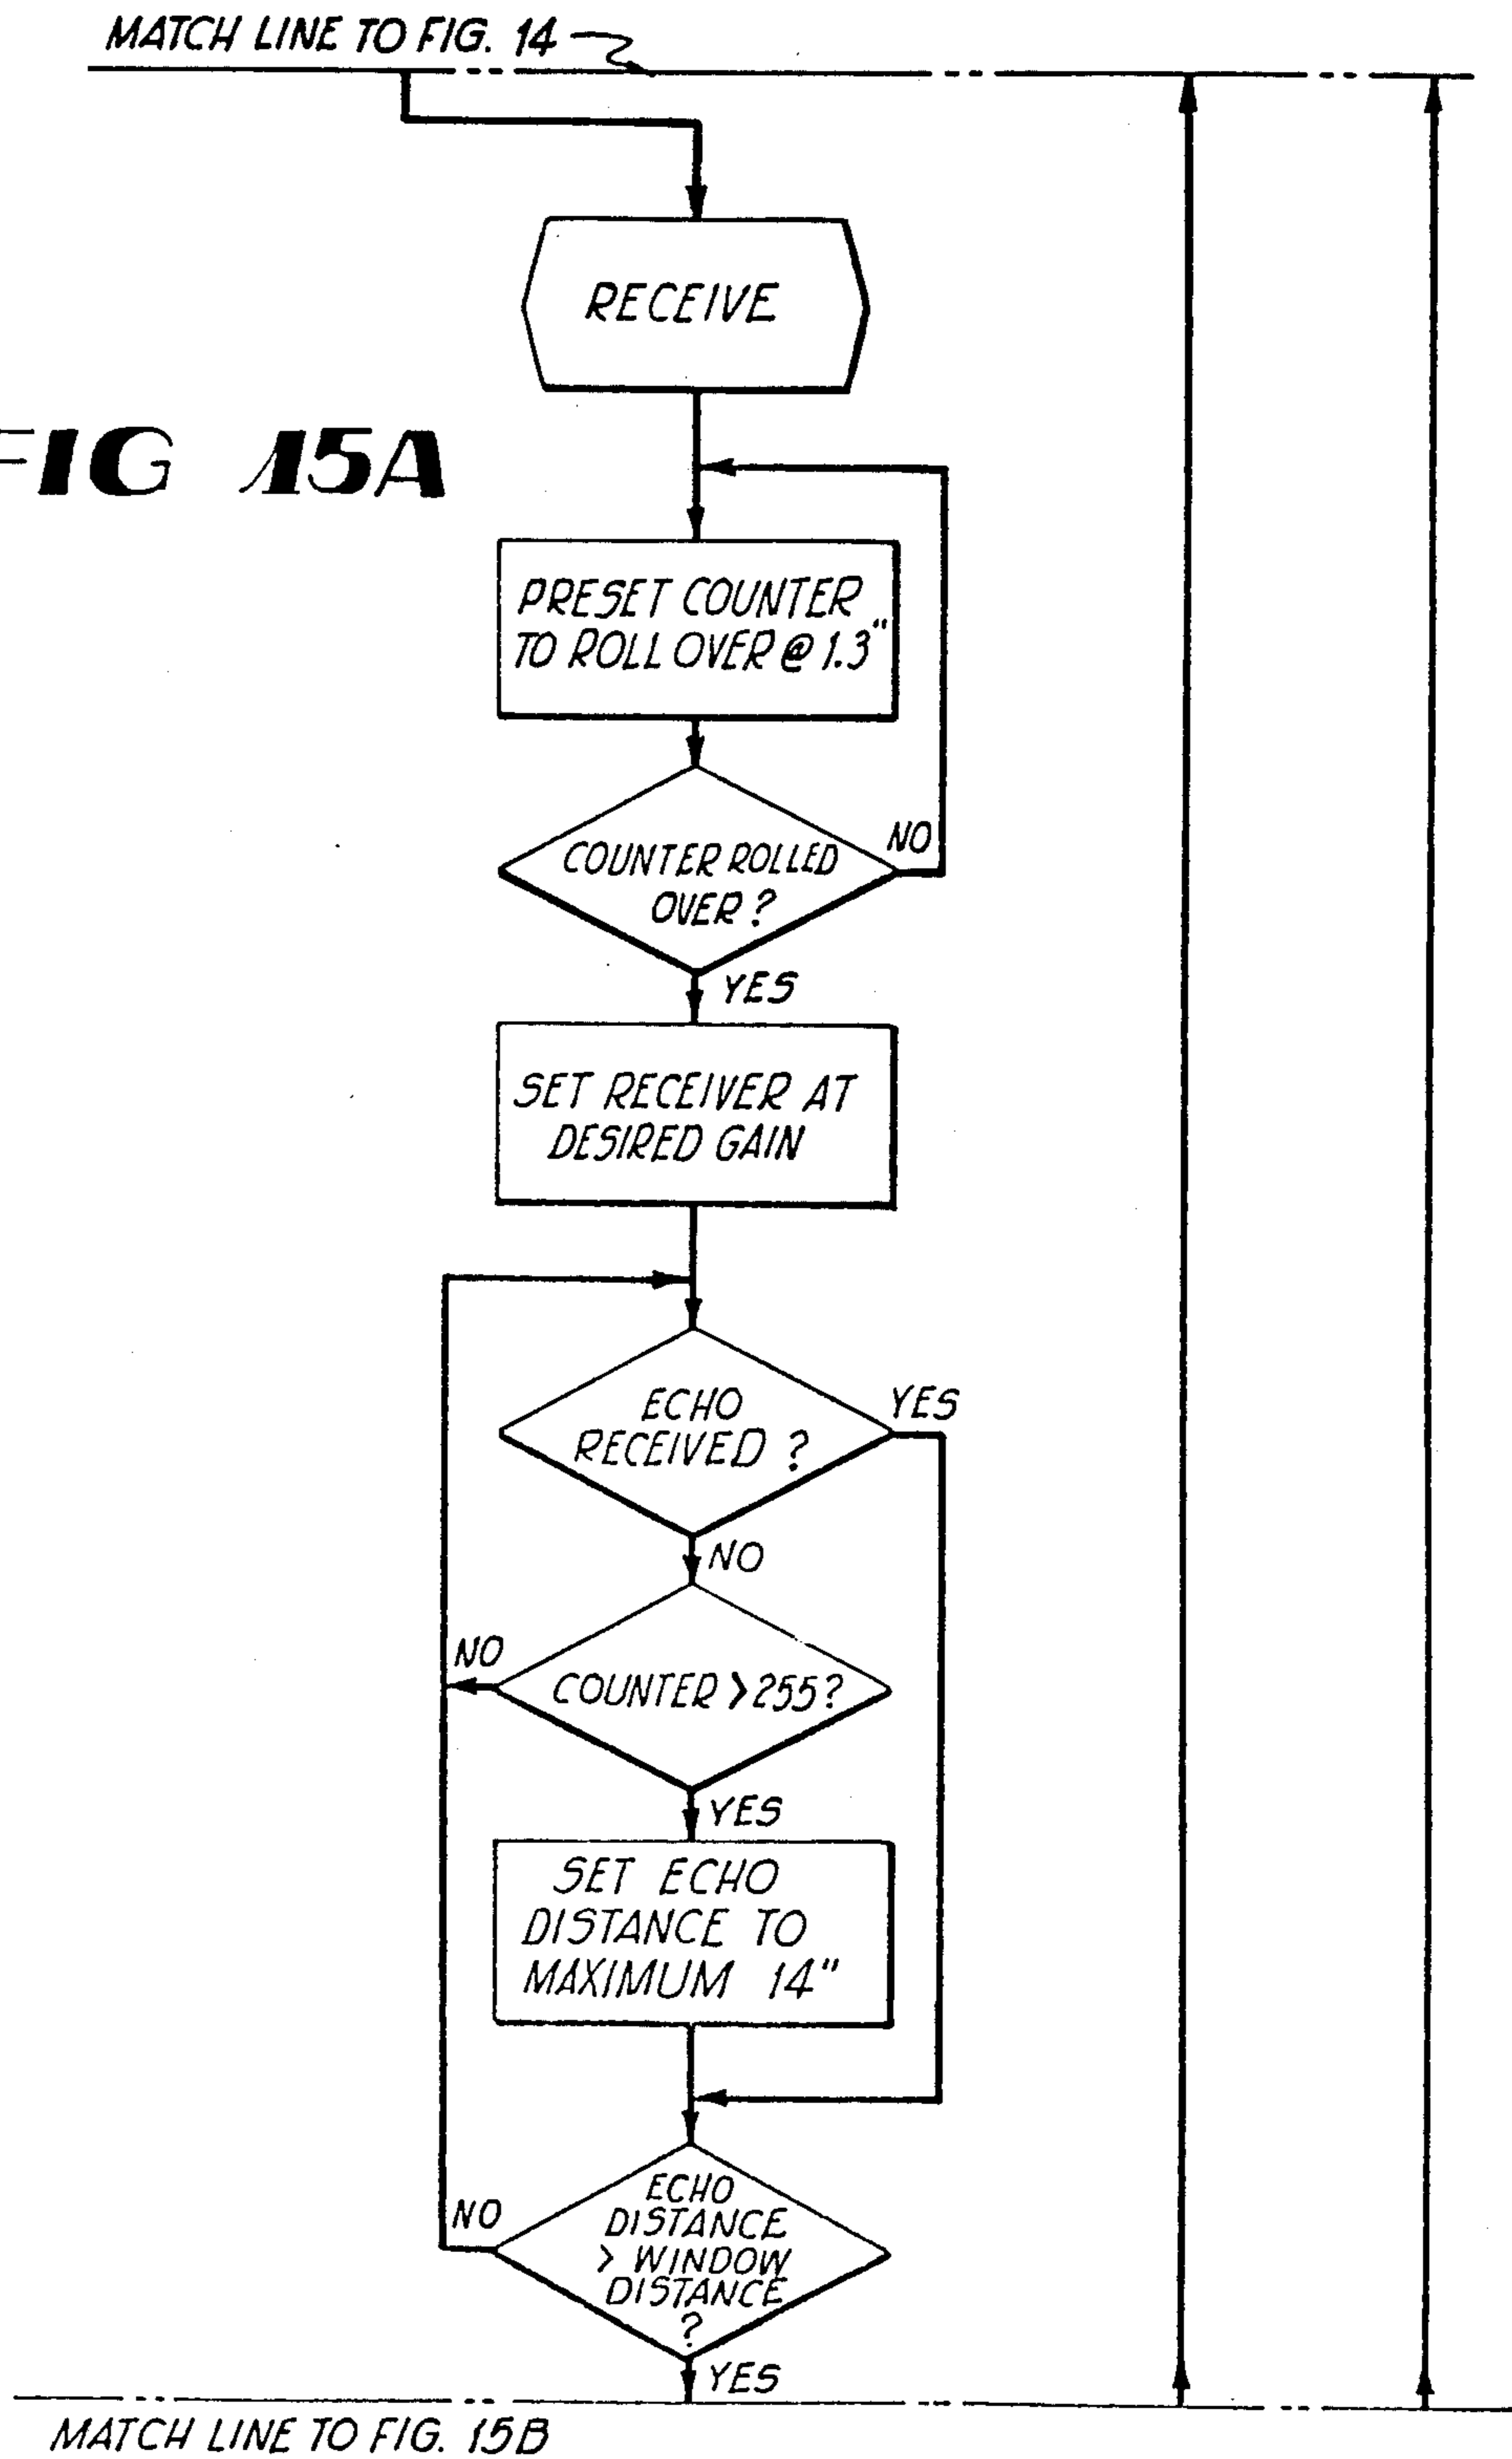 MATCH LINE TO FIG. 14
RECEIVE
FIG 15A
PRESET COUNTER
TO ROLL OVER @ 1.3"
COUNTER ROLLED
OVER ?
NO
YES
SET RECEIVER AT
DESIRED GAIN
ECHO
RECEIVED ?
YES
NO
COUNTER > 255?
NO
YES
SET ECHO
DISTANCE TO
MAXIMUM 14"
ECHO
DISTANCE
> WINDOW
DISTANCE
?
NO
YES
MATCH LINE TO FIG. 15B